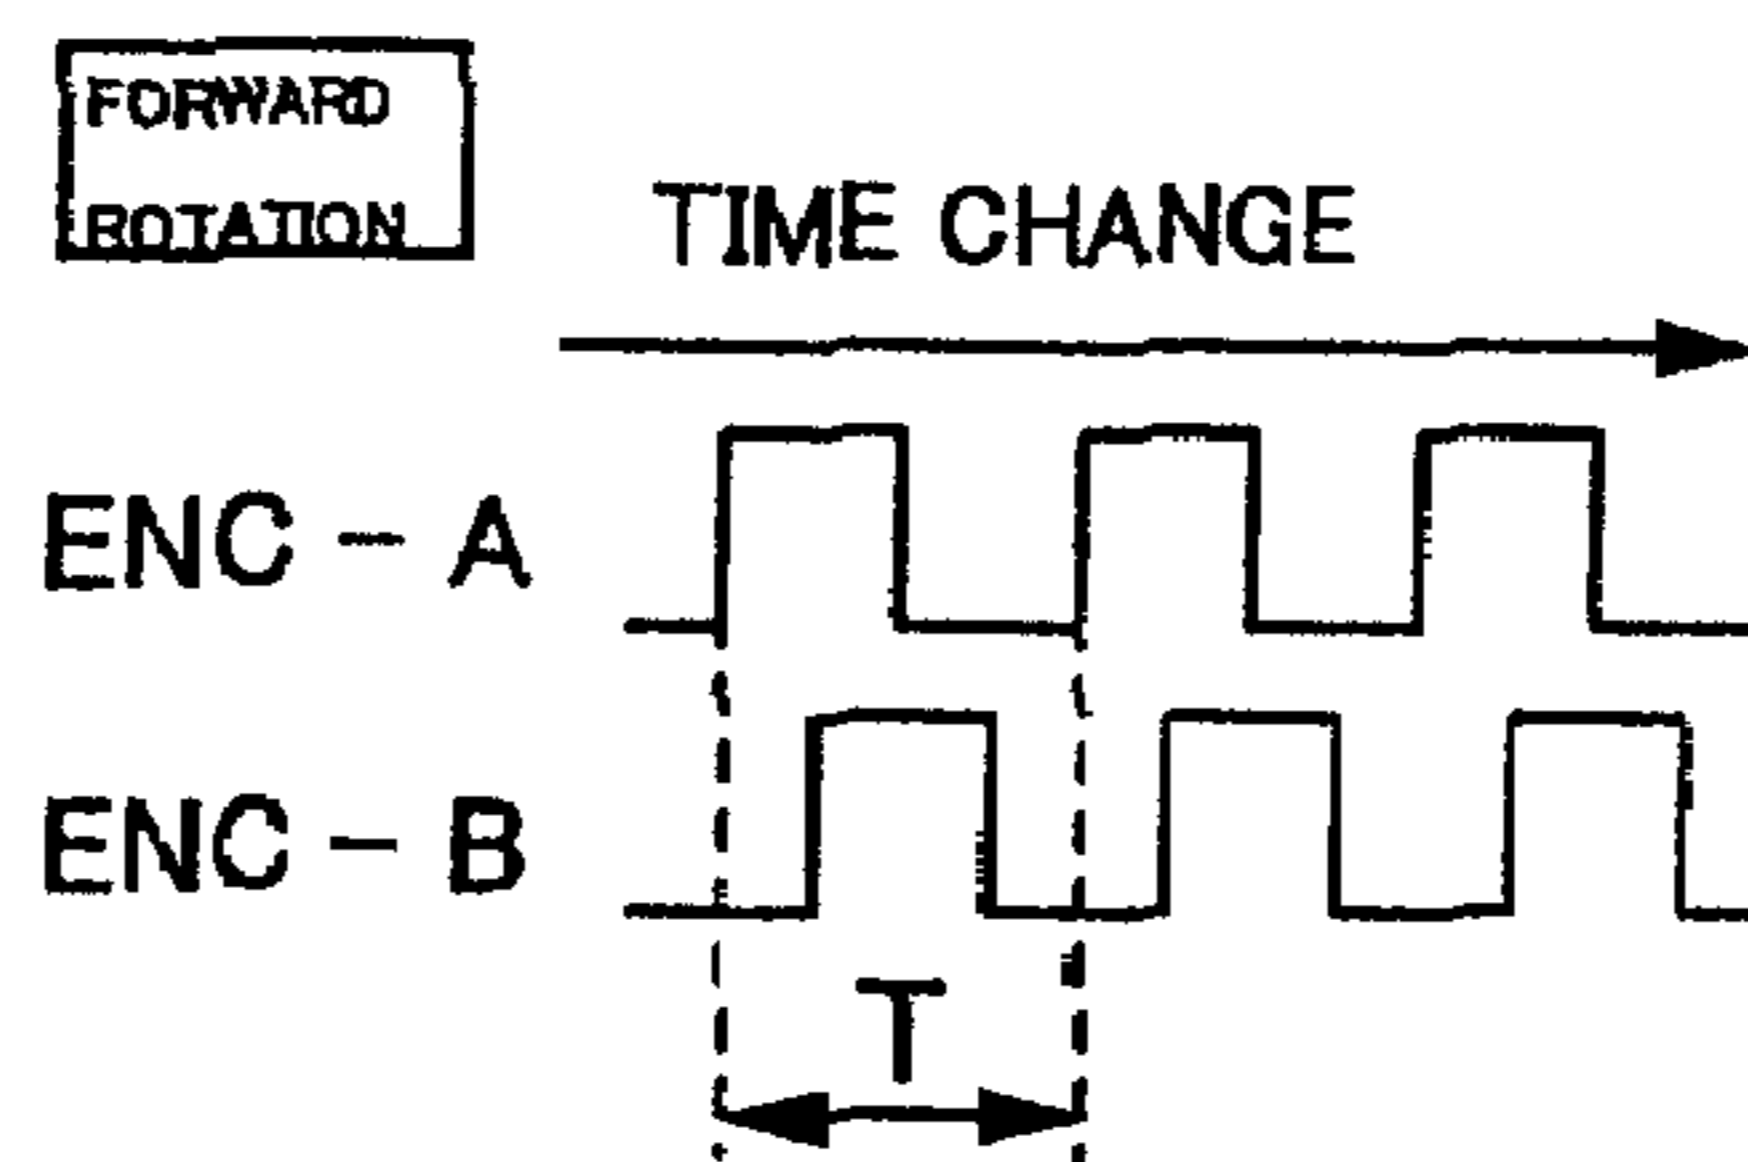 FORWARD
ROTATION
TIME CHANGE
ENC - A
ENC - B
T